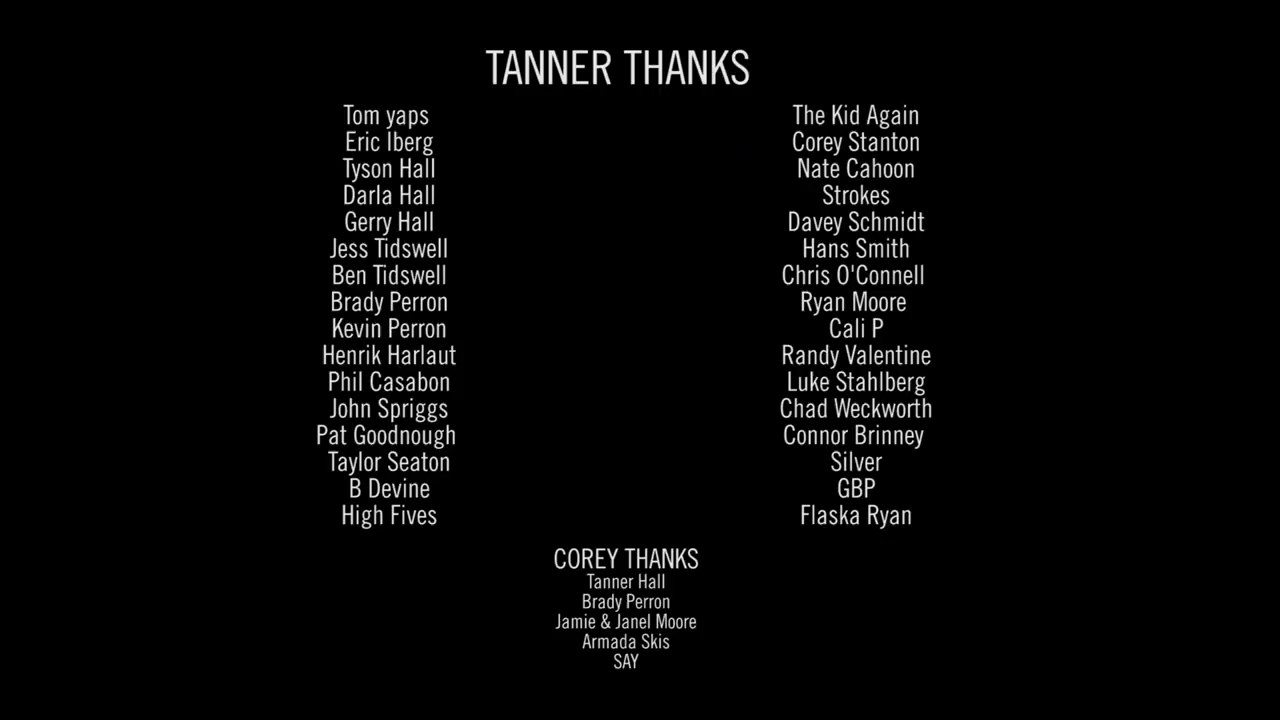 TANNER THANKS
Tom yaps
Eric Iberg
Tyson Hall
Darla Hall
Gerry Hall
Jess Tidswell
Ben Tidswell
Brady Perron
Kevin Perron
Henrik Harlaut
Phil Casabon
John Spriggs
Pat Goodnough
Taylor Seaton
B Devine
High Fives
The Kid Again
Corey Stanton
Nate Cahoon
Strokes
Davey Schmidt
Hans Smith
Chris O'Connell
Ryan Moore
Cali P
Randy Valentine
Luke Stahlberg
Chad Weckworth
Connor Brinney
Silver
GBP
Flaska Ryan
COREY THANKS
Tanner Hall
Brady Perron
Jamie & Janel Moore
Armada Skis
SAY